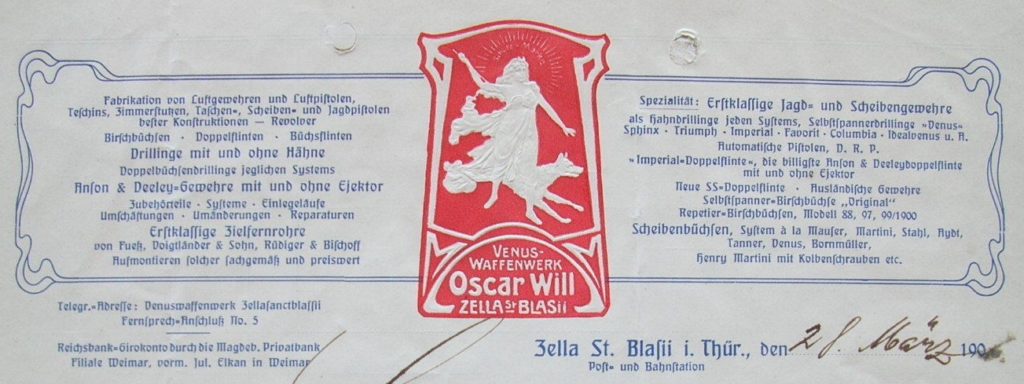 Fabrikation von Luftgewehren und Luftpistolen,
Teschins, Zimmerstutzen, Taschen-, Scheiben- und Jagdpistolen
bester Konstruktionen — Revolver
Birschbüchsen · Doppelflinten · Büchsflinten
Drillinge mit und ohne Hähne
Doppelbüchsendrillinge jeglichen Systems
Anson & Deeley-Gewehre mit und ohne Ejektor
Zubehörteile · Systeme · Einlegeläufe
Umschäftungen · Umänderungen · Reparaturen
Erstklassige Zielfernrohre
von Fueß, Voigtländer & Sohn, Rüdiger & Bischoff
Aufmontieren solcher sachgemäß und preiswert
Telegr.-Adresse: Venuswaffenwerk Zellasanctblasii
Fernsprech-Anschluß No. 5
Reichsbank-Girokonto durch die Magdeb. Privatbank
Filiale Weimar, vorm. Jul. Elkan in Weimar
VENUS-
WAFFENWERK
Oscar Will
ZELLA St BLASII
Spezialität: Erstklassige Jagd- und Scheibengewehre
als Hahndrillinge jeden Systems, Selbstspannerdrillinge "Venus"
Sphinx · Triumph · Imperial · Favorit · Columbia · Idealvenus u. A.
Automatische Pistolen, D. R. P.
"Imperial-Doppelflinte", die billigste Anson & Deeleydoppelflinte
mit und ohne Ejektor
Neue SS-Doppelflinte · Ausländische Gewehre
Selbstspanner-Birschbüchse „Original"
Repetier-Birschbüchsen, Modell 88, 97, 99/1900
Scheibenbüchsen, System à la Mauser, Martini, Stahl, Aydt,
Tanner, Venus, Bornmüller,
Henry Martini mit Kolbenschrauben etc.
Zella St. Blasii i. Thür., den 28. März 190
Post- und Bahnstation